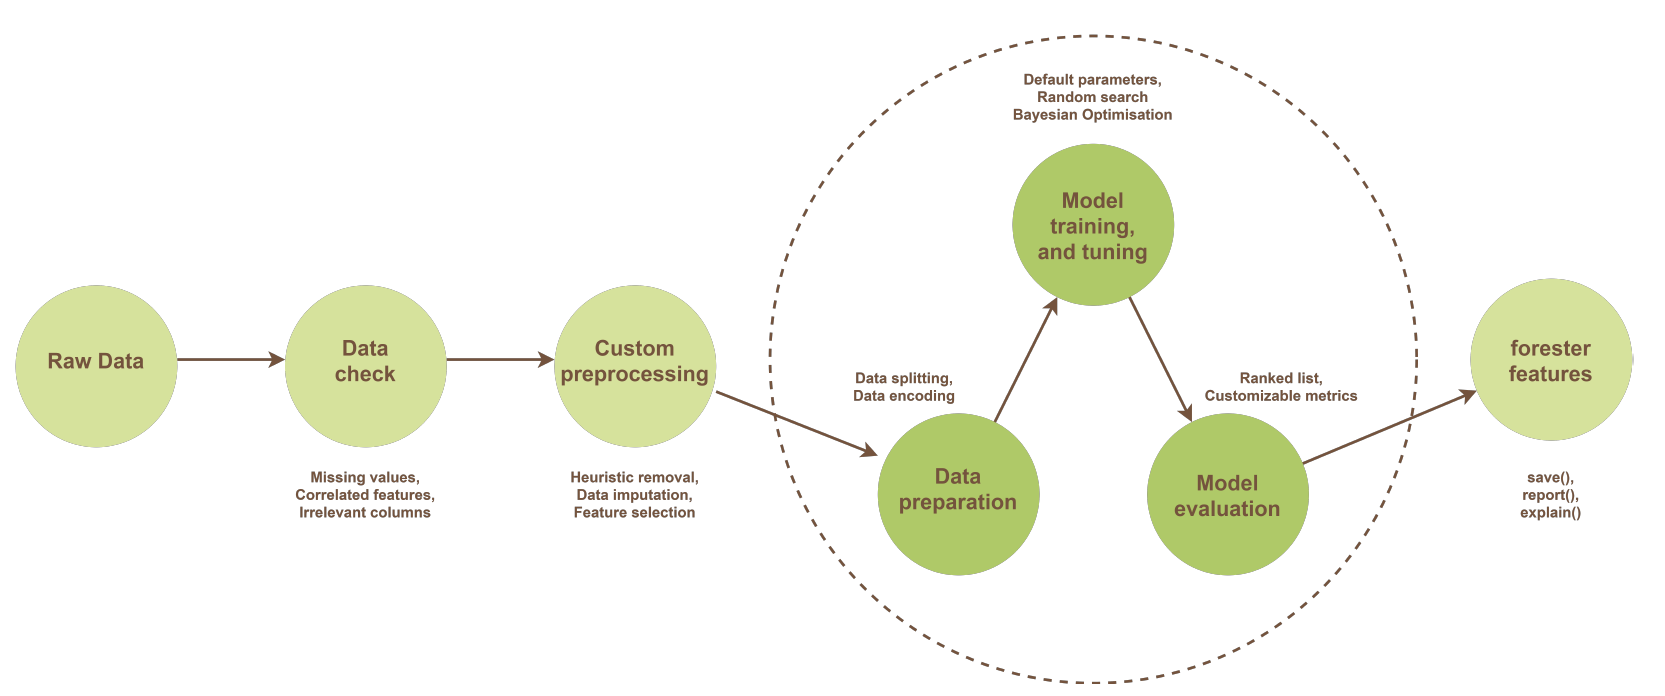 Raw Data
Data
check
Missing values,
Correlated features,
Irrelevant columns
Custom
preprocessing
Heuristic removal,
Data imputation,
Feature selection
Data splitting,
Data encoding
Data
preparation
Default parameters,
Random search
Bayesian Optimisation
Model
training,
and tuning
Ranked list,
Customizable metrics
Model
evaluation
forester
features
save(),
report(),
explain()